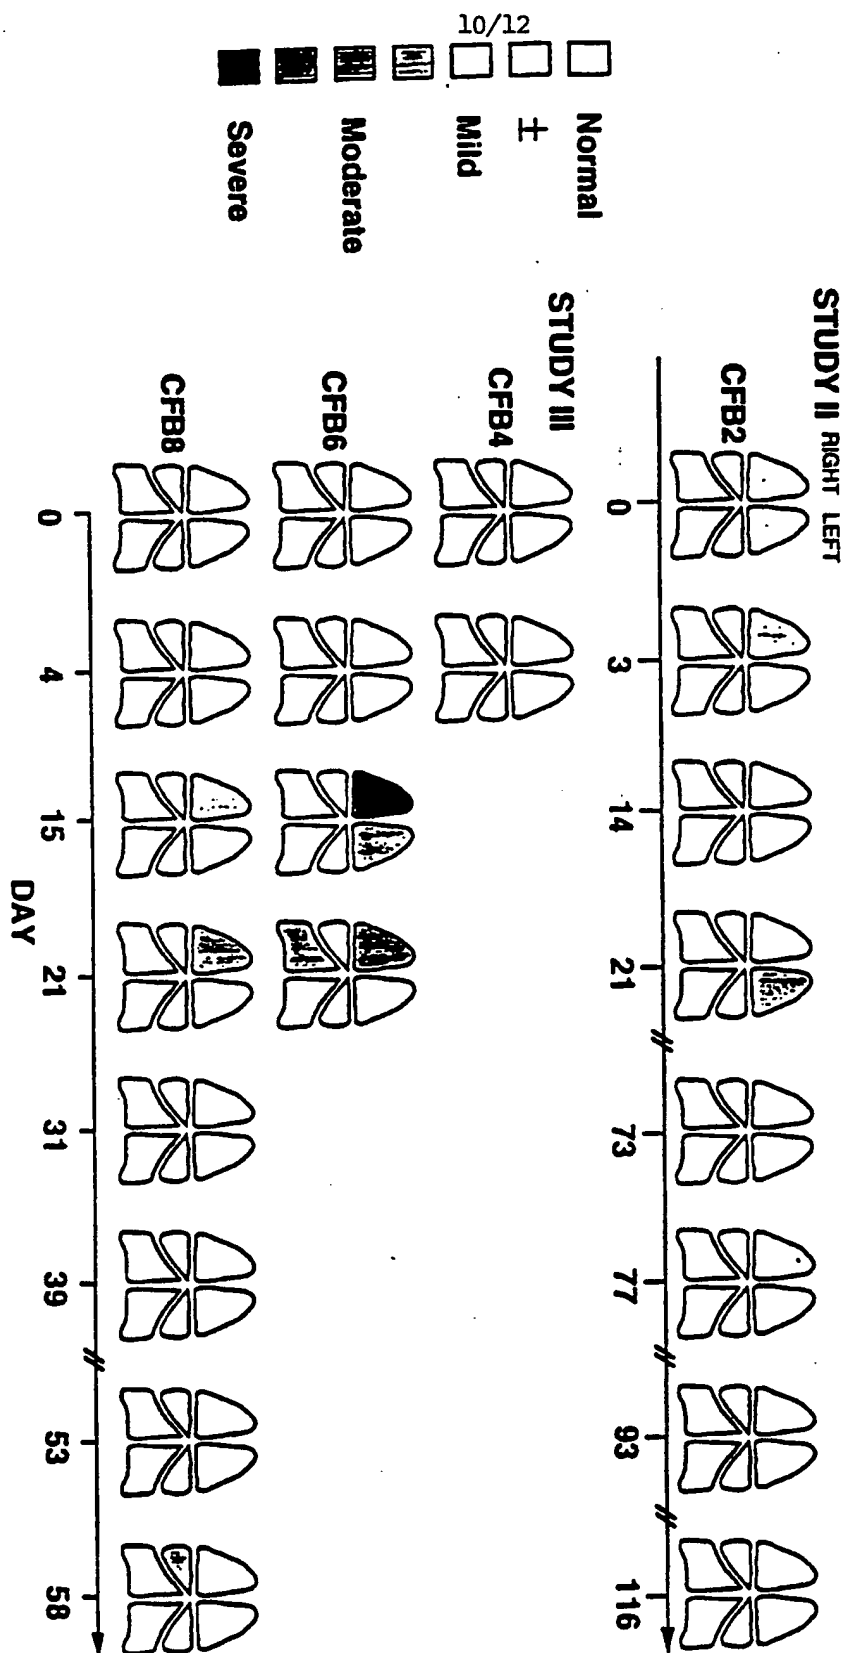 10/12
STUDY II RIGHT LEFT
CFB2
0 3 14 21 73 77 93 116
STUDY III
CFB4
CFB6
CFB8
0 4 15 21 31 39 53 58
DAY
Normal
±
Mild
Moderate
Severe